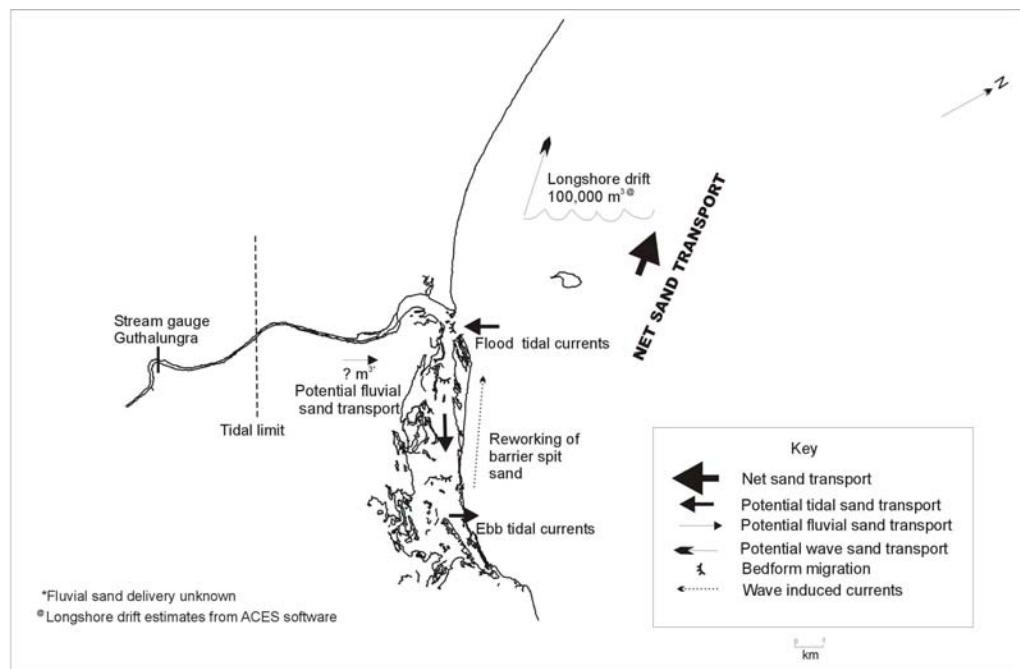 N
Longshore drift
100,000 m³ @
NET SAND TRANSPORT
Stream gauge
Guthalungra
Flood tidal currents
? m³*
Potential fluvial
sand transport
Tidal limit
Reworking of
barrier spit
sand
Ebb tidal currents
Key
Net sand transport
Potential tidal sand transport
Potential fluvial sand transport
Potential wave sand transport
Bedform migration
Wave induced currents
*Fluvial sand delivery unknown
@ Longshore drift estimates from ACES software
km